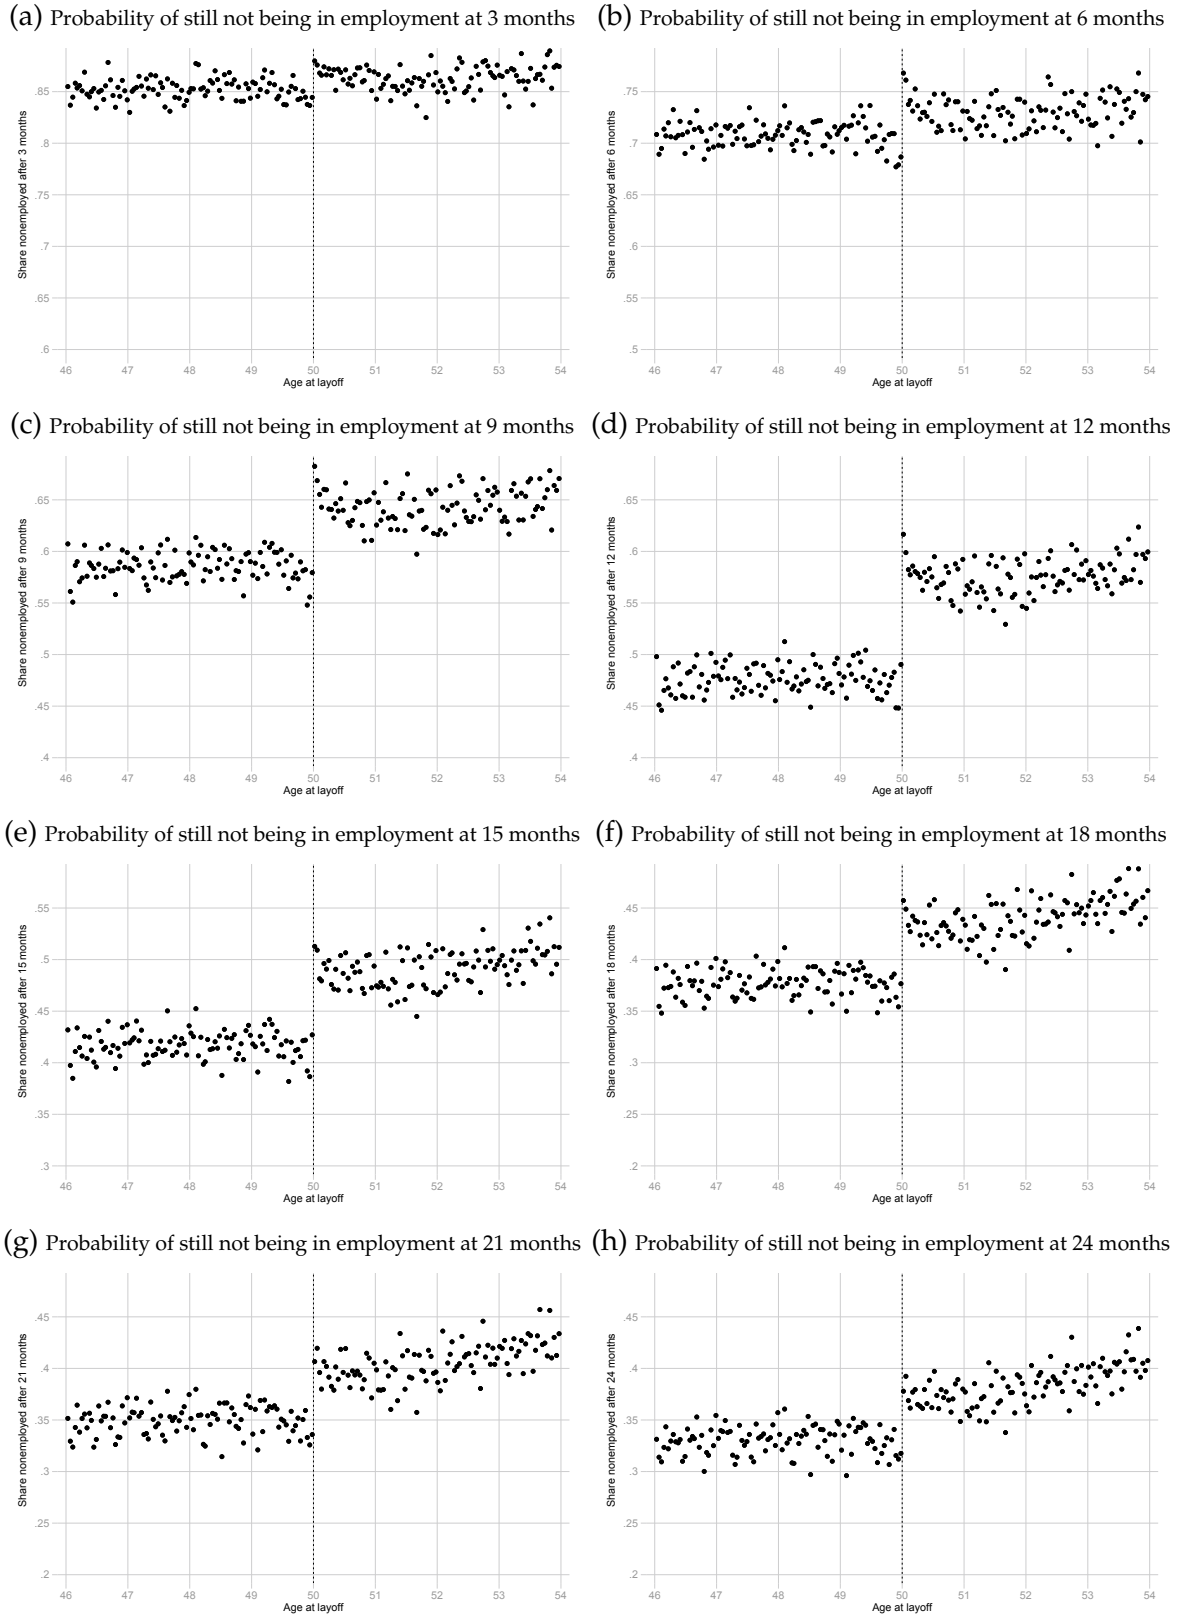 (a) Probability of still not being in employment at 3 months
Share nonemployed after 3 months
.85
.8
.75
.7
.65
.6
46 47 48 49 50 51 52 53 54
Age at layoff
(b) Probability of still not being in employment at 6 months
Share nonemployed after 6 months
.75
.7
.65
.6
.55
.5
46 47 48 49 50 51 52 53 54
Age at layoff
(c) Probability of still not being in employment at 9 months
Share nonemployed after 9 months
.65
.6
.55
.5
.45
.4
46 47 48 49 50 51 52 53 54
Age at layoff
(d) Probability of still not being in employment at 12 months
Share nonemployed after 12 months
.65
.6
.55
.5
.45
.4
46 47 48 49 50 51 52 53 54
Age at layoff
(e) Probability of still not being in employment at 15 months
Share nonemployed after 15 months
.55
.5
.45
.4
.35
.3
46 47 48 49 50 51 52 53 54
Age at layoff
(f) Probability of still not being in employment at 18 months
Share nonemployed after 18 months
.45
.4
.35
.3
.25
.2
46 47 48 49 50 51 52 53 54
Age at layoff
(g) Probability of still not being in employment at 21 months
Share nonemployed after 21 months
.45
.4
.35
.3
.25
.2
46 47 48 49 50 51 52 53 54
Age at layoff
(h) Probability of still not being in employment at 24 months
Share nonemployed after 24 months
.45
.4
.35
.3
.25
.2
46 47 48 49 50 51 52 53 54
Age at layoff